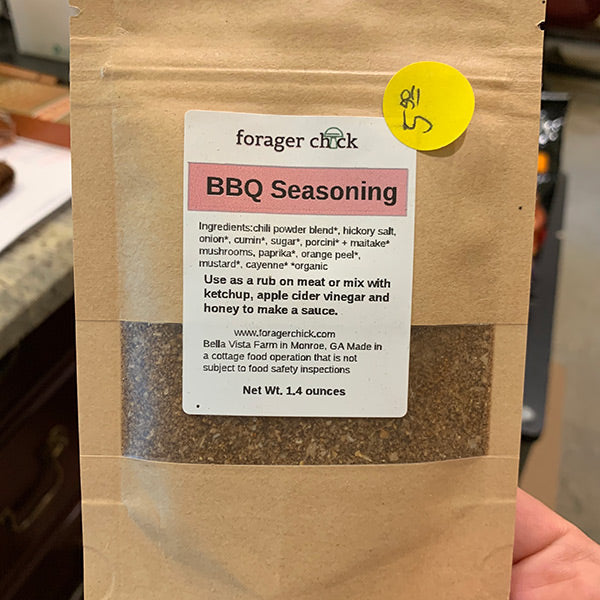 5.00
forager chick
BBQ Seasoning
Ingredients:chili powder blend*, hickory salt,
onion*, cumin*, sugar*, porcini* + maitake*
mushrooms, paprika*, orange peel*,
mustard*, cayenne* *organic
Use as a rub on meat or mix with
ketchup, apple cider vinegar and
honey to make a sauce.
www.foragerchick.com
Bella Vista Farm in Monroe, GA Made in
a cottage food operation that is not
subject to food safety inspections
Net Wt. 1.4 ounces